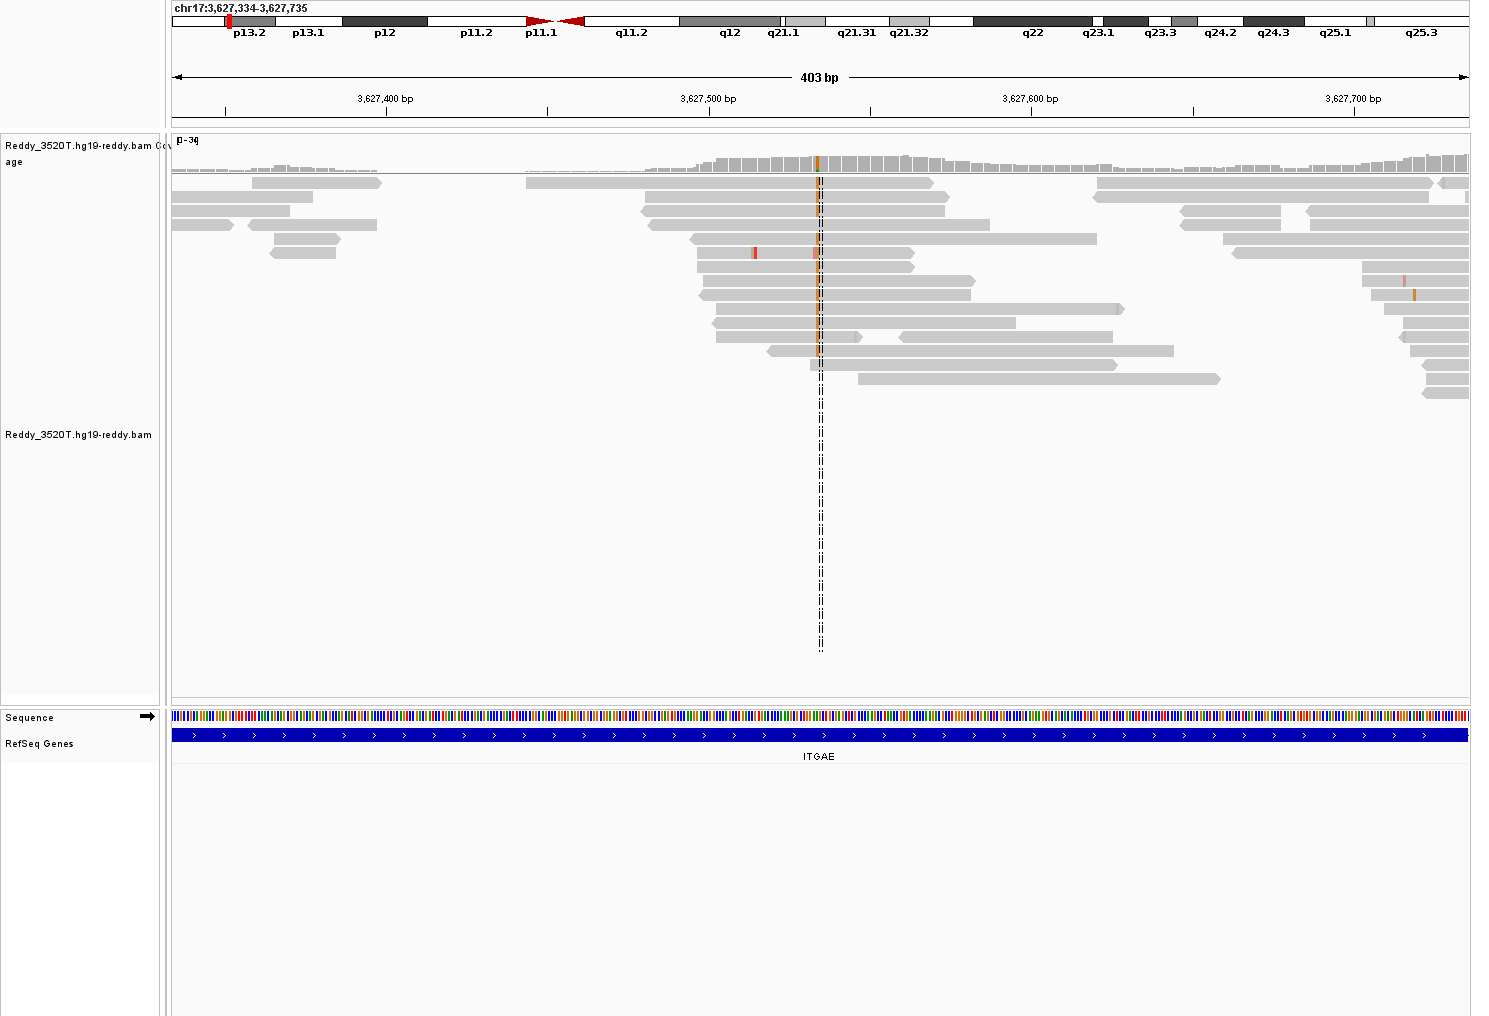 chr17:3,627,334-3,627,735
p13.2 p13.1 p12 p11.2 p11.1 q11.2 q12 q21.1 q21.31 q21.32 q22 q23.1 q23.3 q24.2 q24.3 q25.1 q25.3
403 bp
3,627,400 bp 3,627,500 bp 3,627,600 bp 3,627,700 bp
Reddy_3520T.hg19-reddy.bam Cov
age
Reddy_3520T.hg19-reddy.bam
Sequence
RefSeq Genes
ITGAE